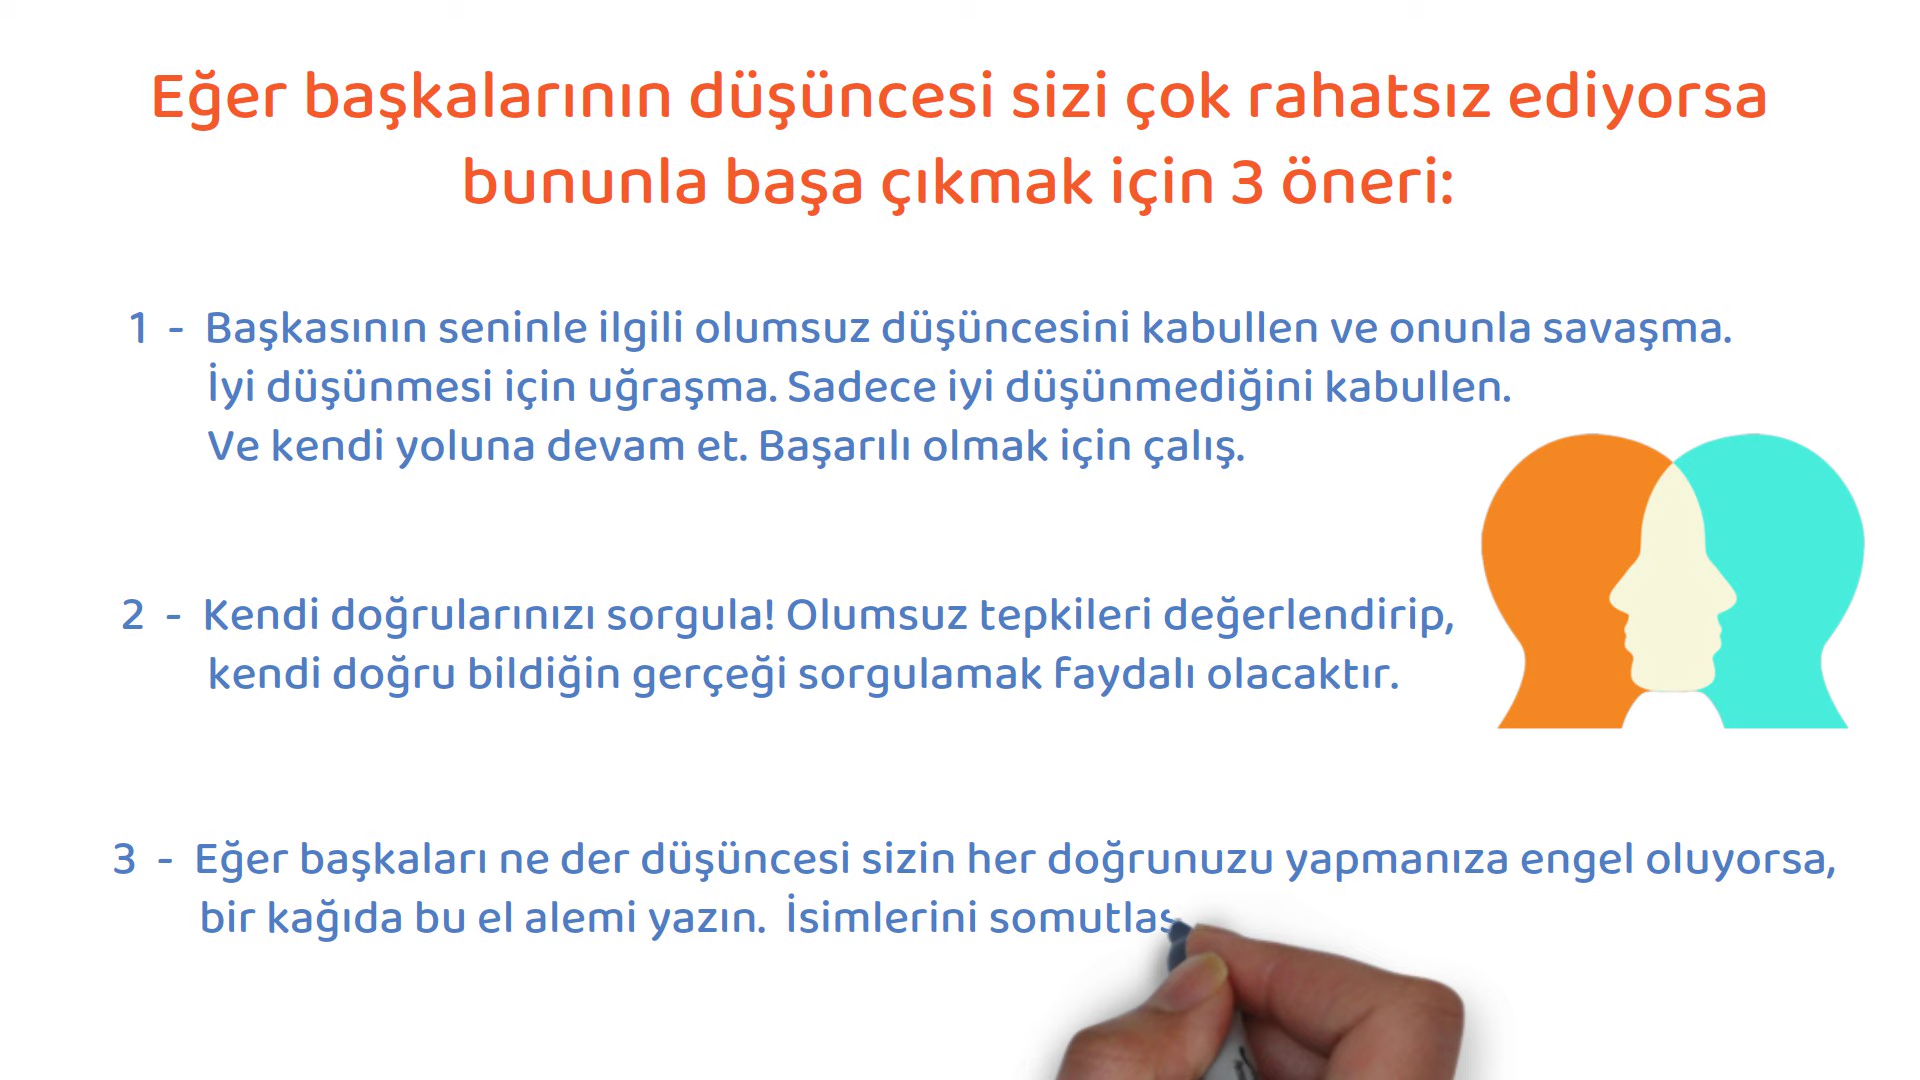 Eğer başkalarının düşüncesi sizi çok rahatsız ediyorsa
bununla başa çıkmak için 3 öneri:
1 - Başkasının seninle ilgili olumsuz düşüncesini kabullen ve onunla savaşma.
İyi düşünmesi için uğraşma. Sadece iyi düşünmediğini kabullen.
Ve kendi yoluna devam et. Başarılı olmak için çalış.
2 - Kendi doğrularınızı sorgula! Olumsuz tepkileri değerlendirip,
kendi doğru bildiğin gerçeği sorgulamak faydalı olacaktır.
3 - Eğer başkaları ne der düşüncesi sizin her doğrunuzu yapmanıza engel oluyorsa,
bir kağıda bu el alemi yazın. İsimlerini